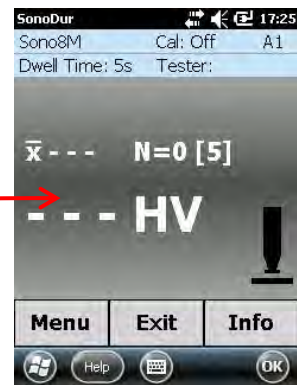 SonoDur 17:25
Sono8M Cal: Off A1
Dwell Time: 5s Tester:
x̅ - - - N=0 [5]
- - - HV
Menu Exit Info
Help OK